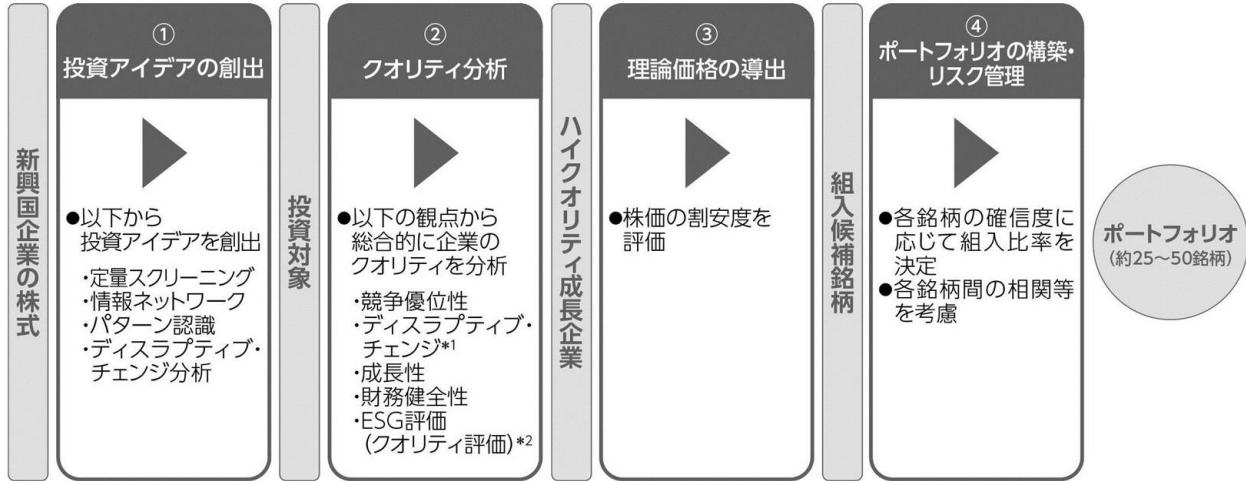 新興国企業の株式
①
投資アイデアの創出
●以下から
投資アイデアを創出
・定量スクリーニング
・情報ネットワーク
・パターン認識
・ディスラプティブ・
チェンジ分析
投資対象
②
クオリティ分析
●以下の観点から
総合的に企業の
クオリティを分析
・競争優位性
・ディスラプティブ・
チェンジ*1
・成長性
・財務健全性
・ESG評価
(クオリティ評価)*2
ハイクオリティ成長企業
③
理論価格の導出
●株価の割安度を
評価
組入候補銘柄
④
ポートフォリオの構築・
リスク管理
●各銘柄の確信度に
応じて組入比率を
決定
●各銘柄間の相関等
を考慮
ポートフォリオ
(約25〜50銘柄)